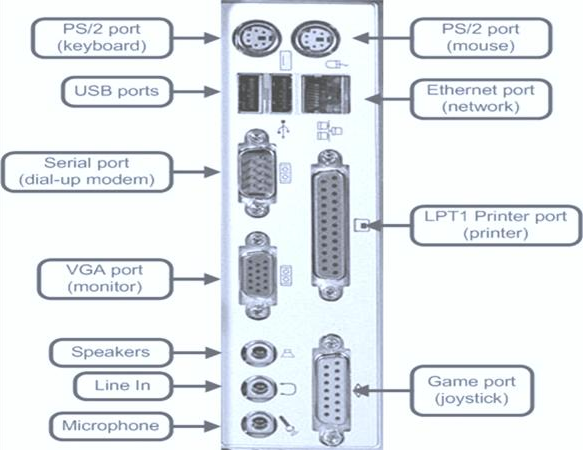 PS/2 port
(keyboard)
PS/2 port
(mouse)
USB ports
Ethernet port
(network)
Serial port
(dial-up modem)
LPT1 Printer port
(printer)
VGA port
(monitor)
Speakers
Line In
Game port
(joystick)
Microphone